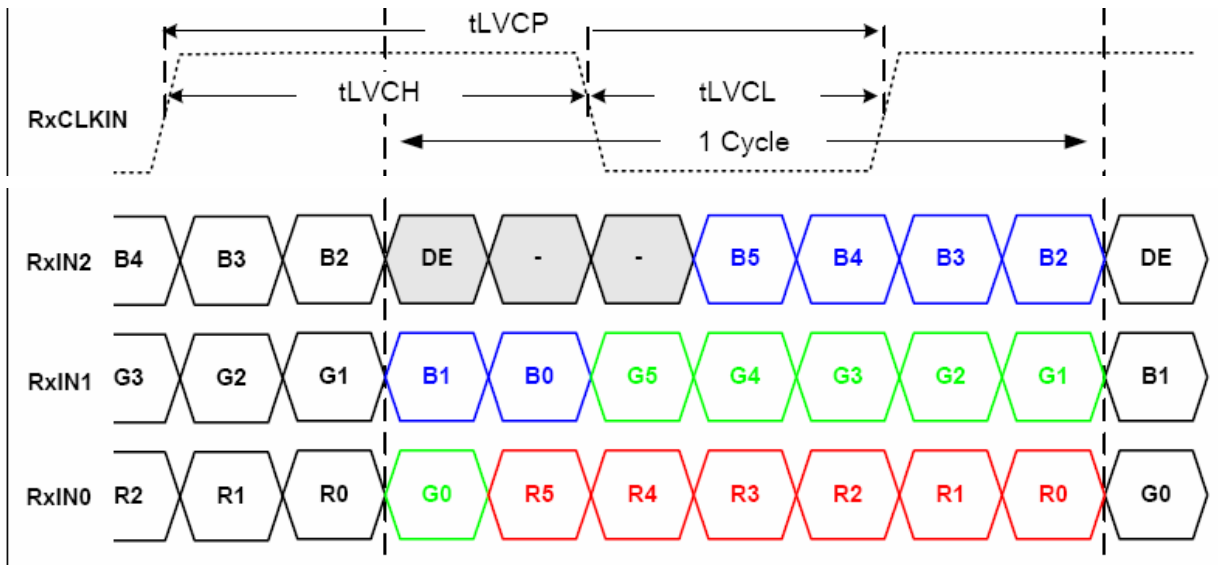 tLVCP
tLVCH tLVCL
RxCLKIN
1 Cycle
RxIN2 B4 B3 B2 DE - - B5 B4 B3 B2 DE
RxIN1 G3 G2 G1 B1 B0 G5 G4 G3 G2 G1 B1
RxIN0 R2 R1 R0 G0 R5 R4 R3 R2 R1 R0 G0